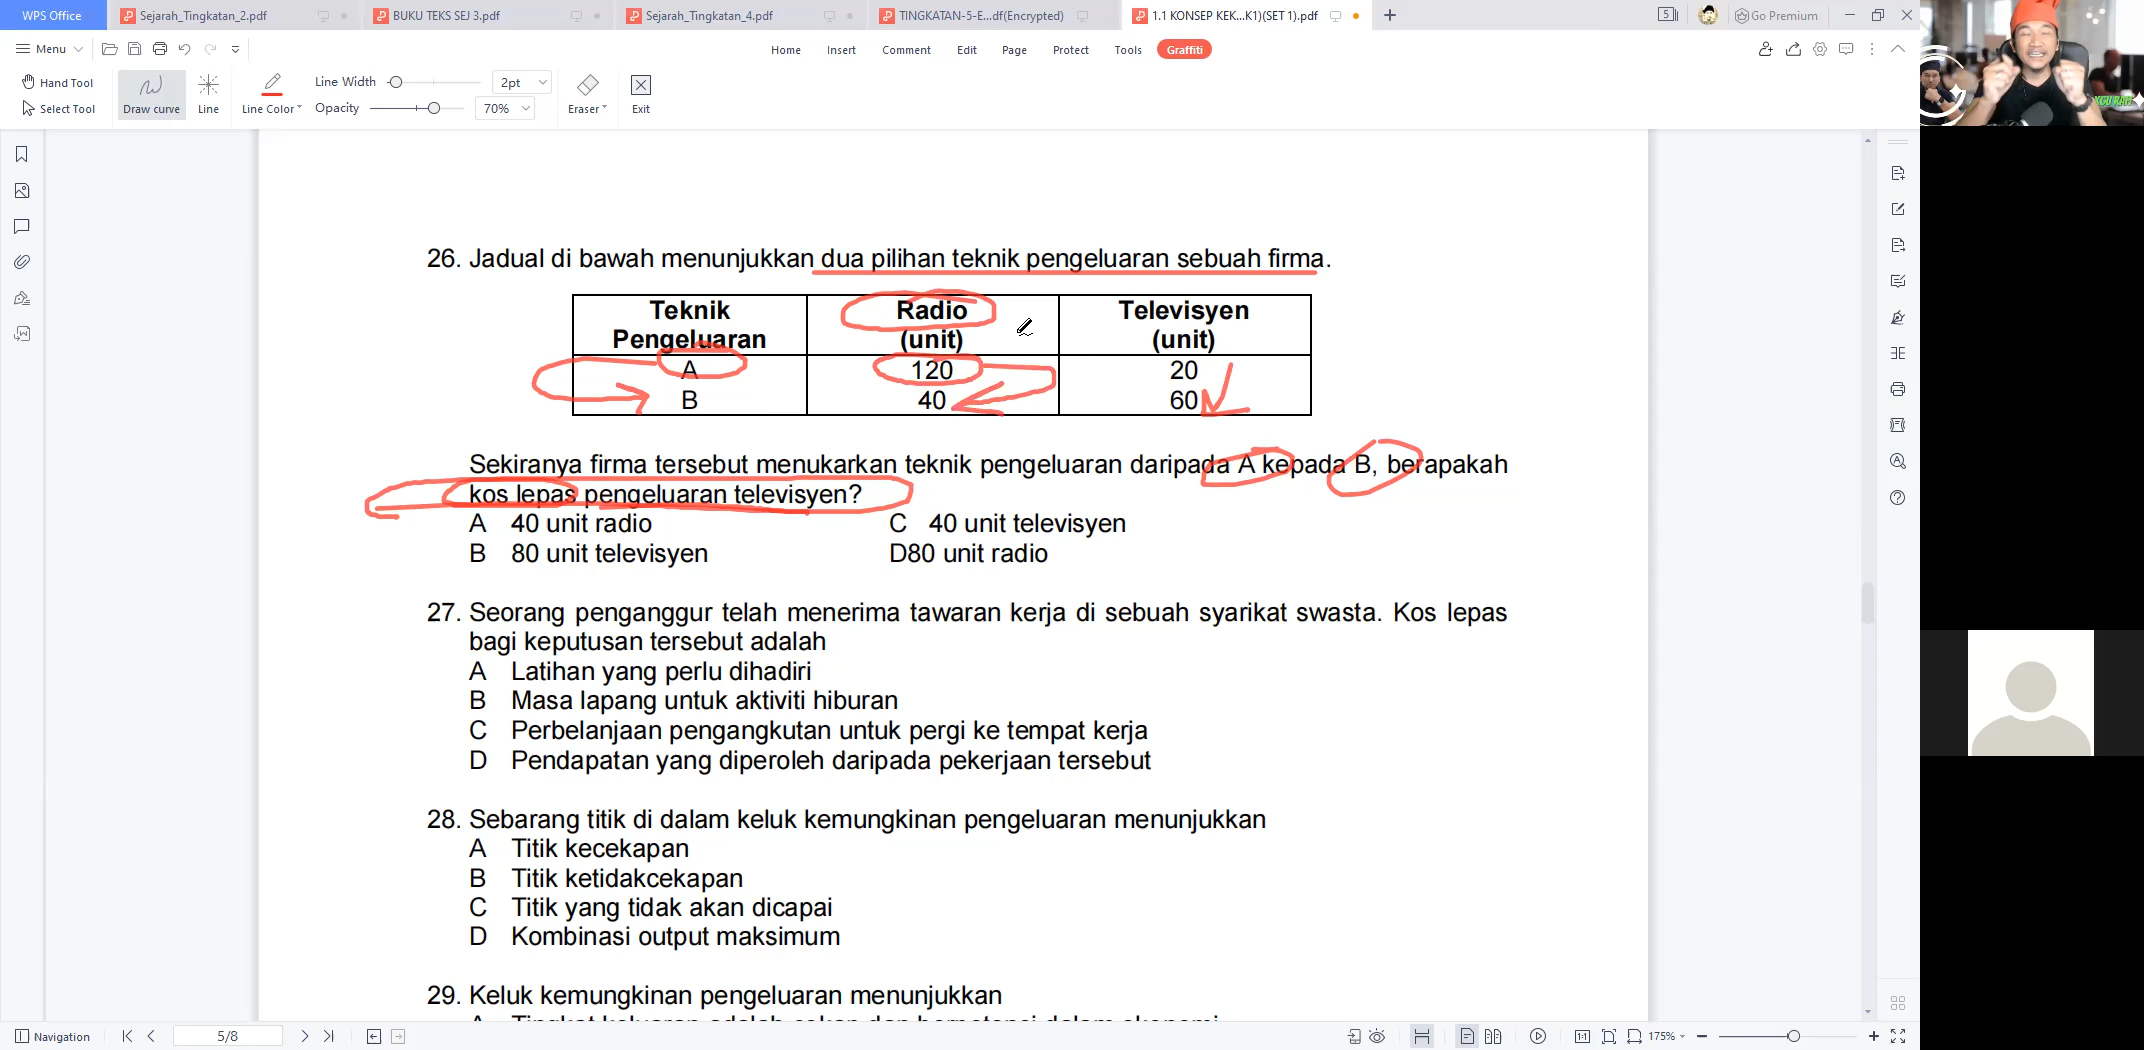 WPS Office
Sejarah_Tingkatan_2.pdf
BUKU TEKS SEJ 3.pdf
Sejarah_Tingkatan_4.pdf
TINGKATAN-5-E...df(Encrypted)
1.1 KONSEP KEK...K1)(SET 1).pdf
5
Go Premium
Menu
Home Insert Comment Edit Page Protect Tools Graffiti
Hand Tool
Select Tool
Draw curve
Line
Line Color
Line Width 2pt
Opacity 70%
Eraser
Exit
26. Jadual di bawah menunjukkan dua pilihan teknik pengeluaran sebuah firma.
Teknik Radio Televisyen
Pengeluaran (unit) (unit)
A 120 20
B 40 60
Sekiranya firma tersebut menukarkan teknik pengeluaran daripada A kepada B, berapakah
kos lepas pengeluaran televisyen?
A 40 unit radio C 40 unit televisyen
B 80 unit televisyen D80 unit radio
27. Seorang penganggur telah menerima tawaran kerja di sebuah syarikat swasta. Kos lepas
bagi keputusan tersebut adalah
A Latihan yang perlu dihadiri
B Masa lapang untuk aktiviti hiburan
C Perbelanjaan pengangkutan untuk pergi ke tempat kerja
D Pendapatan yang diperoleh daripada pekerjaan tersebut
28. Sebarang titik di dalam keluk kemungkinan pengeluaran menunjukkan
A Titik kecekapan
B Titik ketidakcekapan
C Titik yang tidak akan dicapai
D Kombinasi output maksimum
29. Keluk kemungkinan pengeluaran menunjukkan
Navigation
5/8
1:1
175%